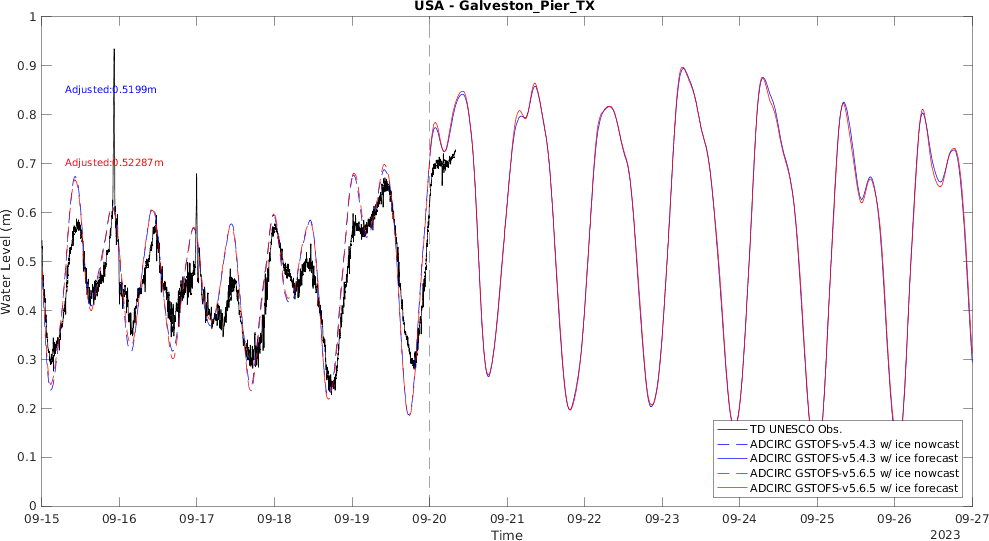 USA - Galveston_Pier_TX
1
0.9
0.8
0.7
0.6
0.5
0.4
0.3
0.2
0.1
0
Water Level (m)
Adjusted:0.5199m
Adjusted:0.52287m
TD UNESCO Obs.
ADCIRC GSTOFS-v5.4.3 w/ ice nowcast
ADCIRC GSTOFS-v5.4.3 w/ ice forecast
ADCIRC GSTOFS-v5.6.5 w/ ice nowcast
ADCIRC GSTOFS-v5.6.5 w/ ice forecast
09-15 09-16 09-17 09-18 09-19 09-20 09-21 09-22 09-23 09-24 09-25 09-26 09-27
Time
2023